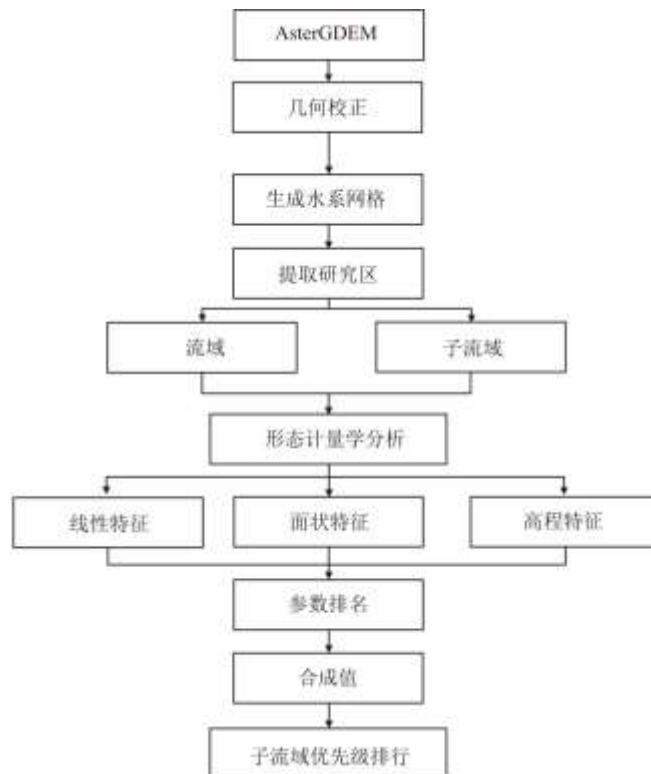 AsterGDEM
几何校正
生成水系网格
提取研究区
流域
子流域
形态计量学分析
线性特征
面状特征
高程特征
参数排名
合成值
子流域优先级排行